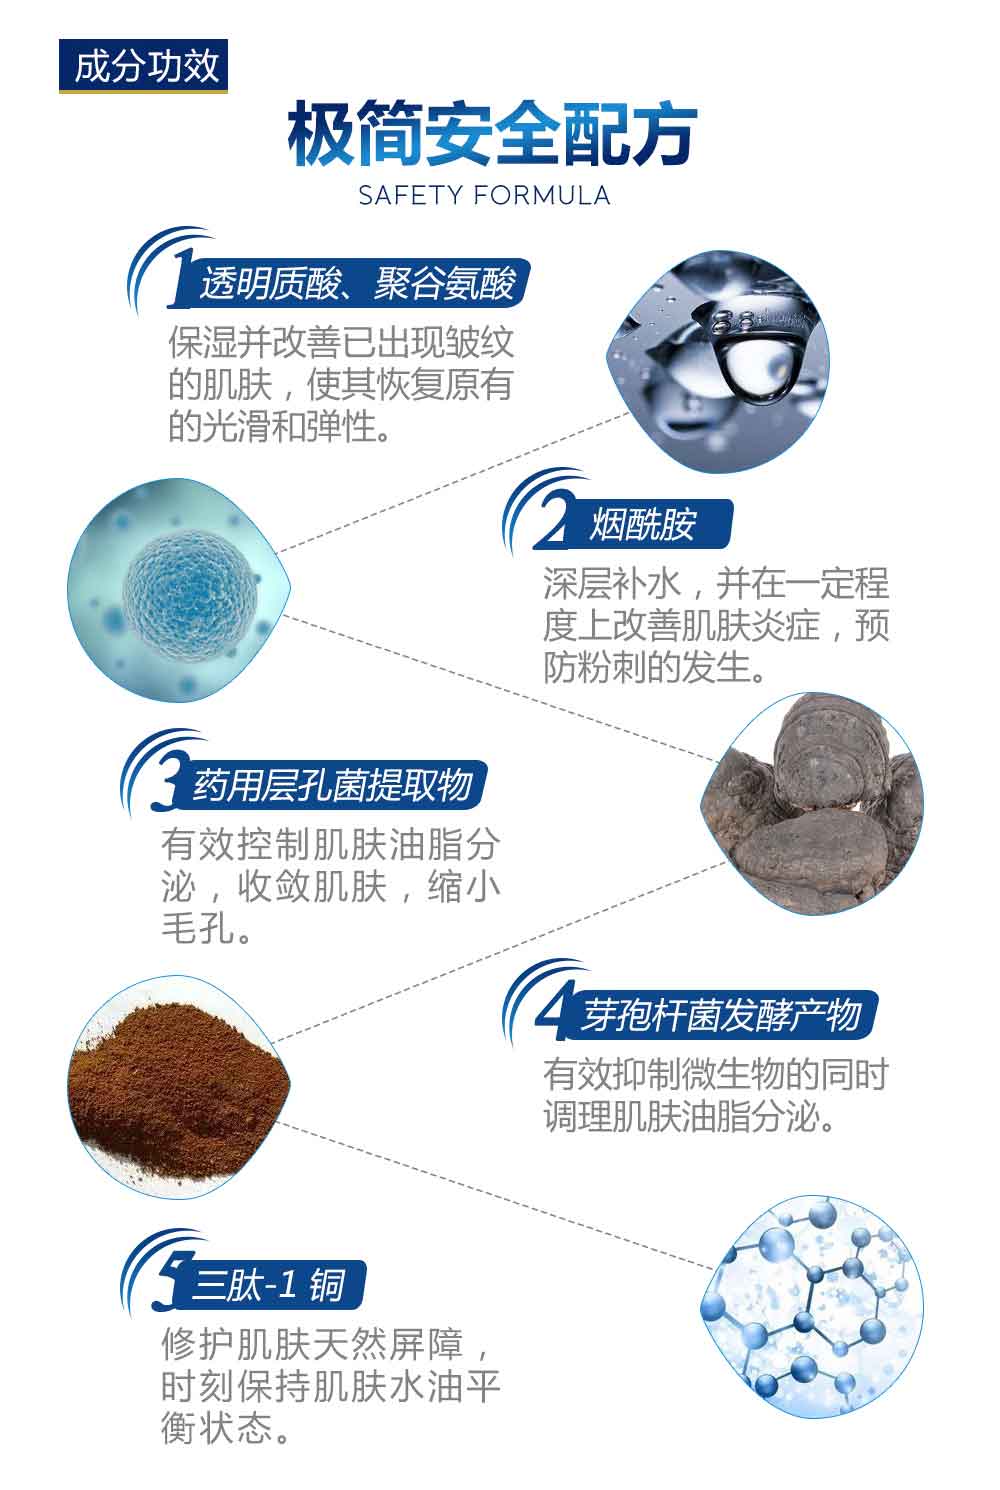 成分功效
极简安全配方
SAFETY FORMULA
1 透明质酸、聚谷氨酸
保湿并改善已出现皱纹
的肌肤，使其恢复原有
的光滑和弹性。
2 烟酰胺
深层补水，并在一定程
度上改善肌肤炎症，预
防粉刺的发生。
3 药用层孔菌提取物
有效控制肌肤油脂分
泌，收敛肌肤，缩小
毛孔。
4 芽孢杆菌发酵产物
有效抑制微生物的同时
调理肌肤油脂分泌。
5 三肽-1 铜
修护肌肤天然屏障，
时刻保持肌肤水油平
衡状态。